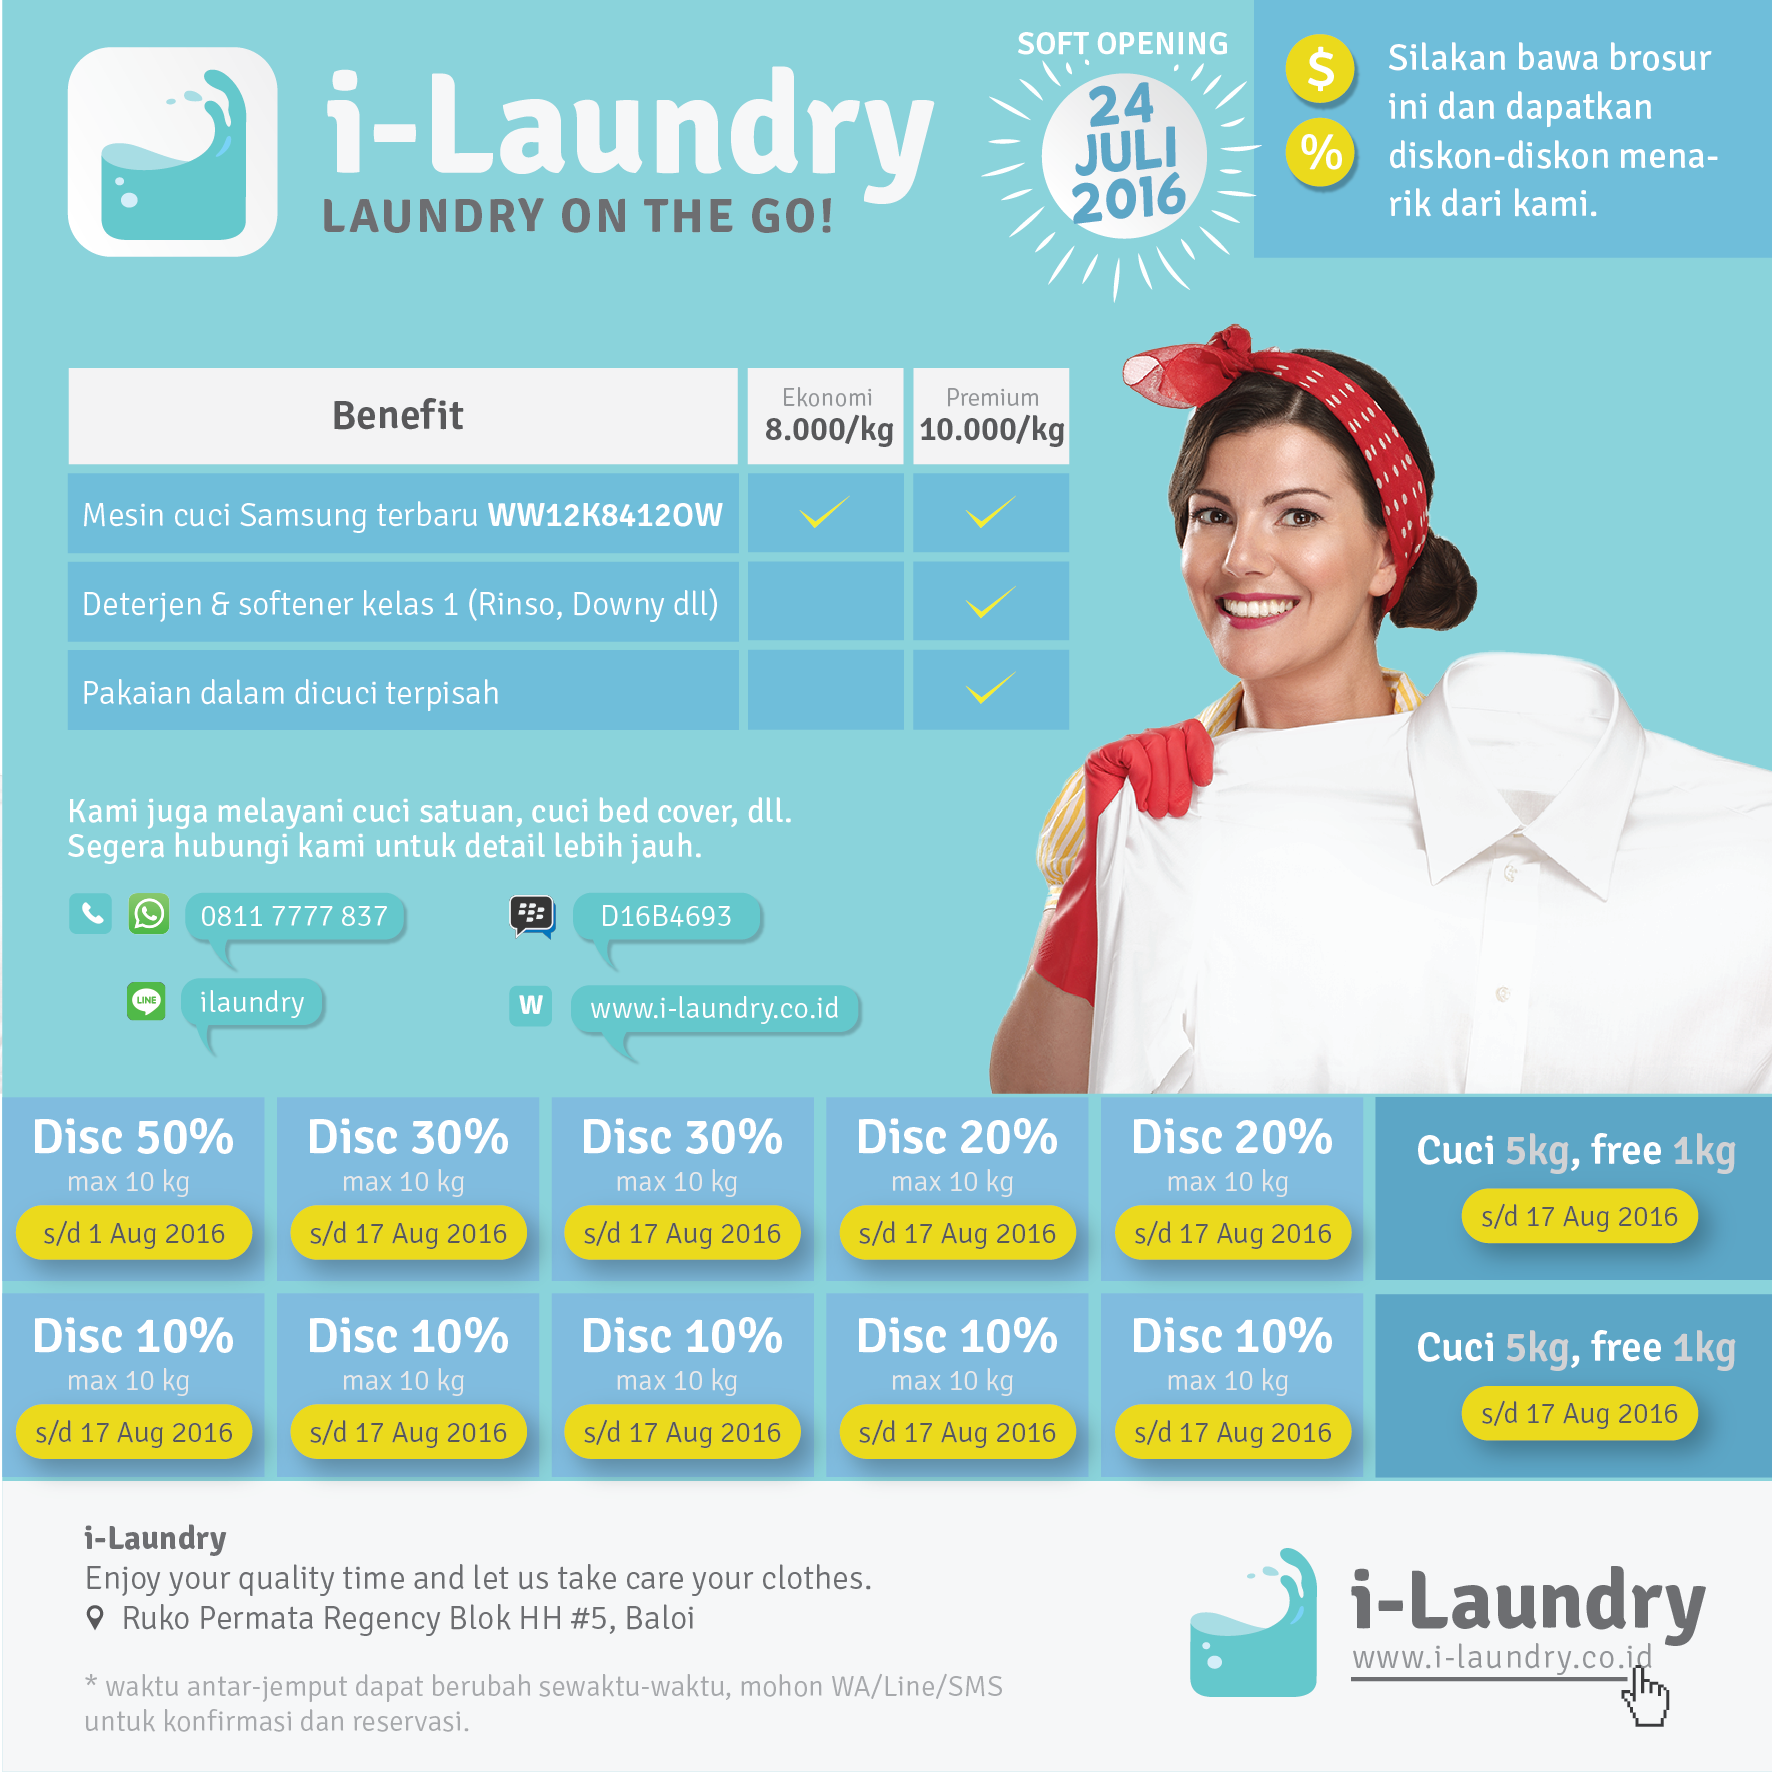 i-Laundry
LAUNDRY ON THE GO!
SOFT OPENING
24
JULI
2016
$
%
Silakan bawa brosur
ini dan dapatkan
diskon-diskon mena-
rik dari kami.
Benefit
Ekonomi
8.000/kg
Premium
10.000/kg
Mesin cuci Samsung terbaru WW12K8412OW
Deterjen & softener kelas 1 (Rinso, Downy dll)
Pakaian dalam dicuci terpisah
Kami juga melayani cuci satuan, cuci bed cover, dll.
Segera hubungi kami untuk detail lebih jauh.
0811 7777 837
D16B4693
LINE
ilaundry
W
www.i-laundry.co.id
Disc 50%
max 10 kg
s/d 1 Aug 2016
Disc 30%
max 10 kg
s/d 17 Aug 2016
Disc 30%
max 10 kg
s/d 17 Aug 2016
Disc 20%
max 10 kg
s/d 17 Aug 2016
Disc 20%
max 10 kg
s/d 17 Aug 2016
Cuci 5kg, free 1kg
s/d 17 Aug 2016
Disc 10%
max 10 kg
s/d 17 Aug 2016
Disc 10%
max 10 kg
s/d 17 Aug 2016
Disc 10%
max 10 kg
s/d 17 Aug 2016
Disc 10%
max 10 kg
s/d 17 Aug 2016
Disc 10%
max 10 kg
s/d 17 Aug 2016
Cuci 5kg, free 1kg
s/d 17 Aug 2016
i-Laundry
Enjoy your quality time and let us take care your clothes.
Ruko Permata Regency Blok HH #5, Baloi
* waktu antar-jemput dapat berubah sewaktu-waktu, mohon WA/Line/SMS
untuk konfirmasi dan reservasi.
i-Laundry
www.i-laundry.co.id